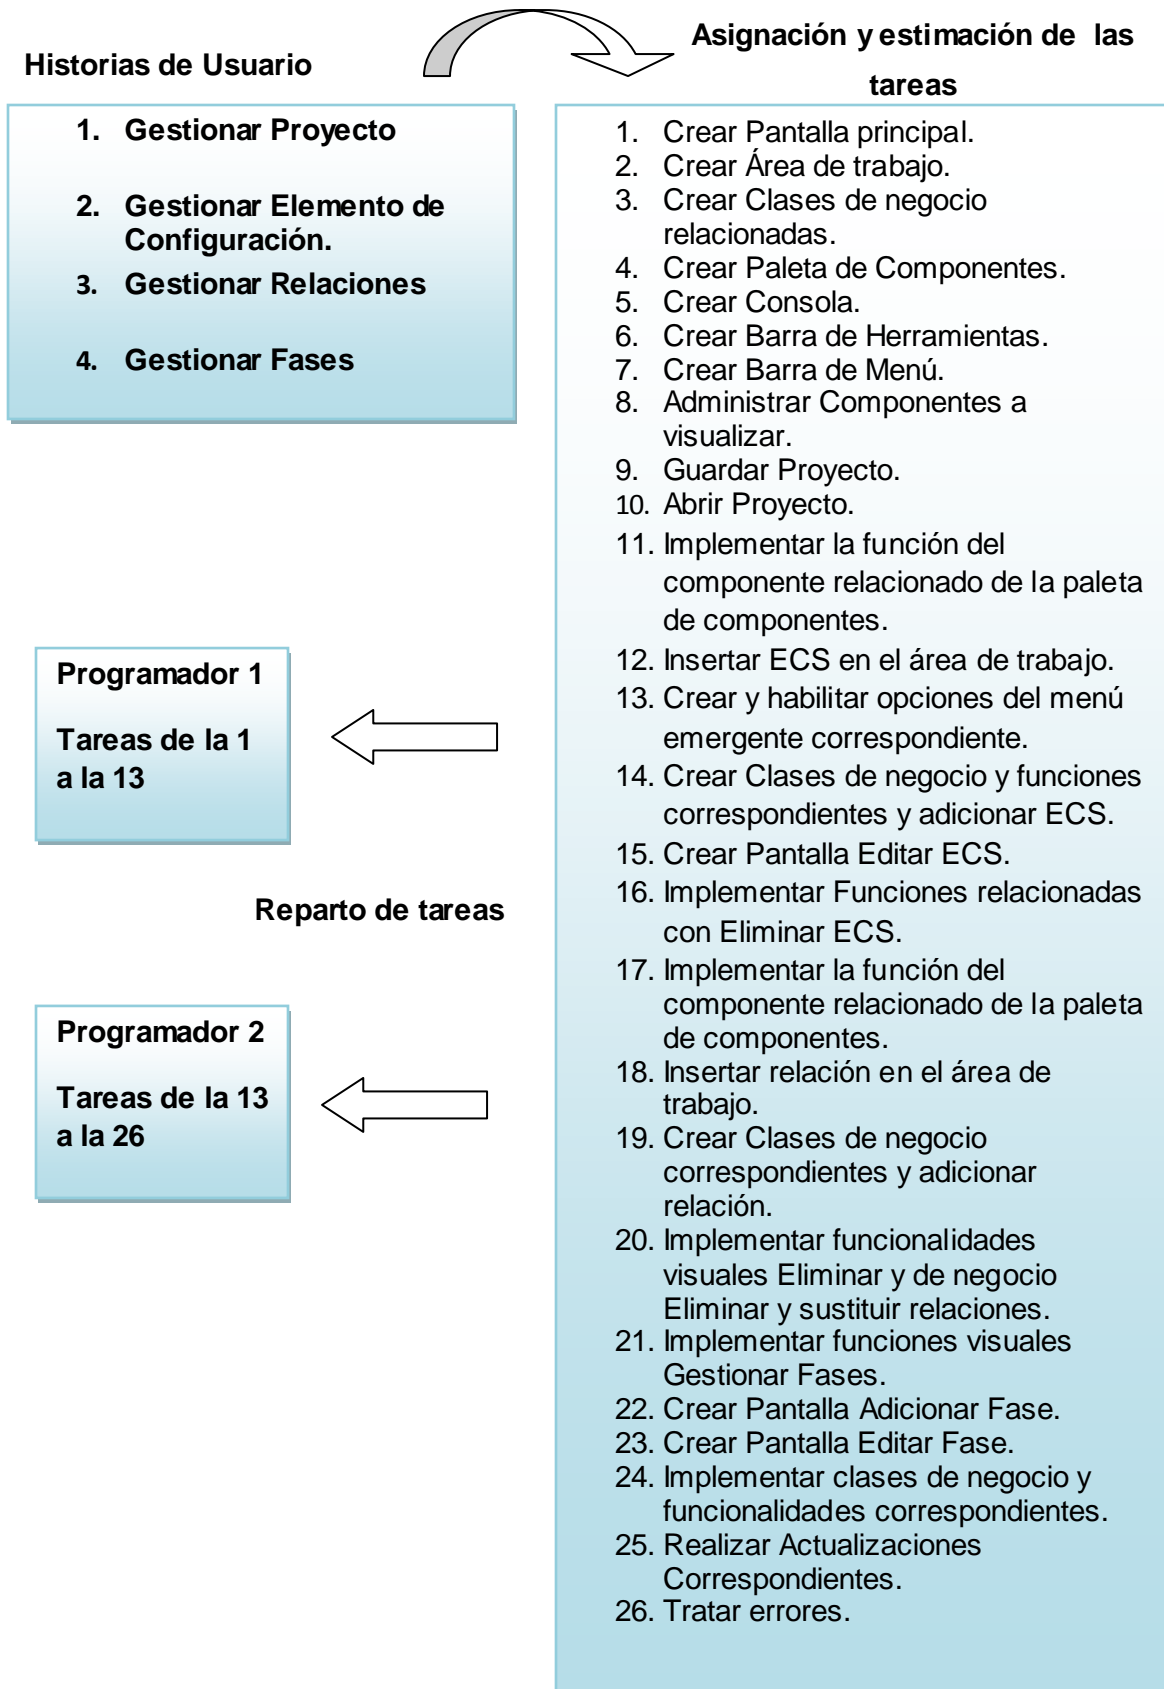 Historias de Usuario
Asignación y estimación de las
tareas
1. Gestionar Proyecto
2. Gestionar Elemento de
Configuración.
3. Gestionar Relaciones
4. Gestionar Fases
1. Crear Pantalla principal.
2. Crear Área de trabajo.
3. Crear Clases de negocio
relacionadas.
4. Crear Paleta de Componentes.
5. Crear Consola.
6. Crear Barra de Herramientas.
7. Crear Barra de Menú.
8. Administrar Componentes a
visualizar.
9. Guardar Proyecto.
10. Abrir Proyecto.
11. Implementar la función del
componente relacionado de la paleta
de componentes.
12. Insertar ECS en el área de trabajo.
13. Crear y habilitar opciones del menú
emergente correspondiente.
14. Crear Clases de negocio y funciones
correspondientes y adicionar ECS.
15. Crear Pantalla Editar ECS.
16. Implementar Funciones relacionadas
con Eliminar ECS.
17. Implementar la función del
componente relacionado de la paleta
de componentes.
18. Insertar relación en el área de
trabajo.
19. Crear Clases de negocio
correspondientes y adicionar
relación.
20. Implementar funcionalidades
visuales Eliminar y de negocio
Eliminar y sustituir relaciones.
21. Implementar funciones visuales
Gestionar Fases.
22. Crear Pantalla Adicionar Fase.
23. Crear Pantalla Editar Fase.
24. Implementar clases de negocio y
funcionalidades correspondientes.
25. Realizar Actualizaciones
Correspondientes.
26. Tratar errores.
Programador 1
Tareas de la 1
a la 13
Reparto de tareas
Programador 2
Tareas de la 13
a la 26